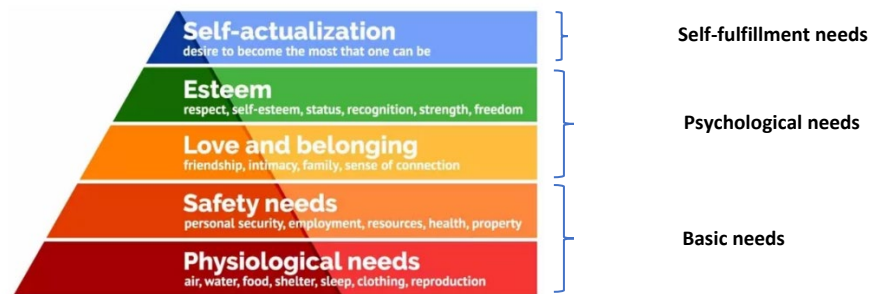 Self-actualization
desire to become the most that one can be
Self-fulfillment needs
Esteem
respect, self-esteem, status, recognition, strength, freedom
Psychological needs
Love and belonging
friendship, intimacy, family, sense of connection
Safety needs
personal security, employment, resources, health, property
Basic needs
Physiological needs
air, water, food, shelter, sleep, clothing, reproduction